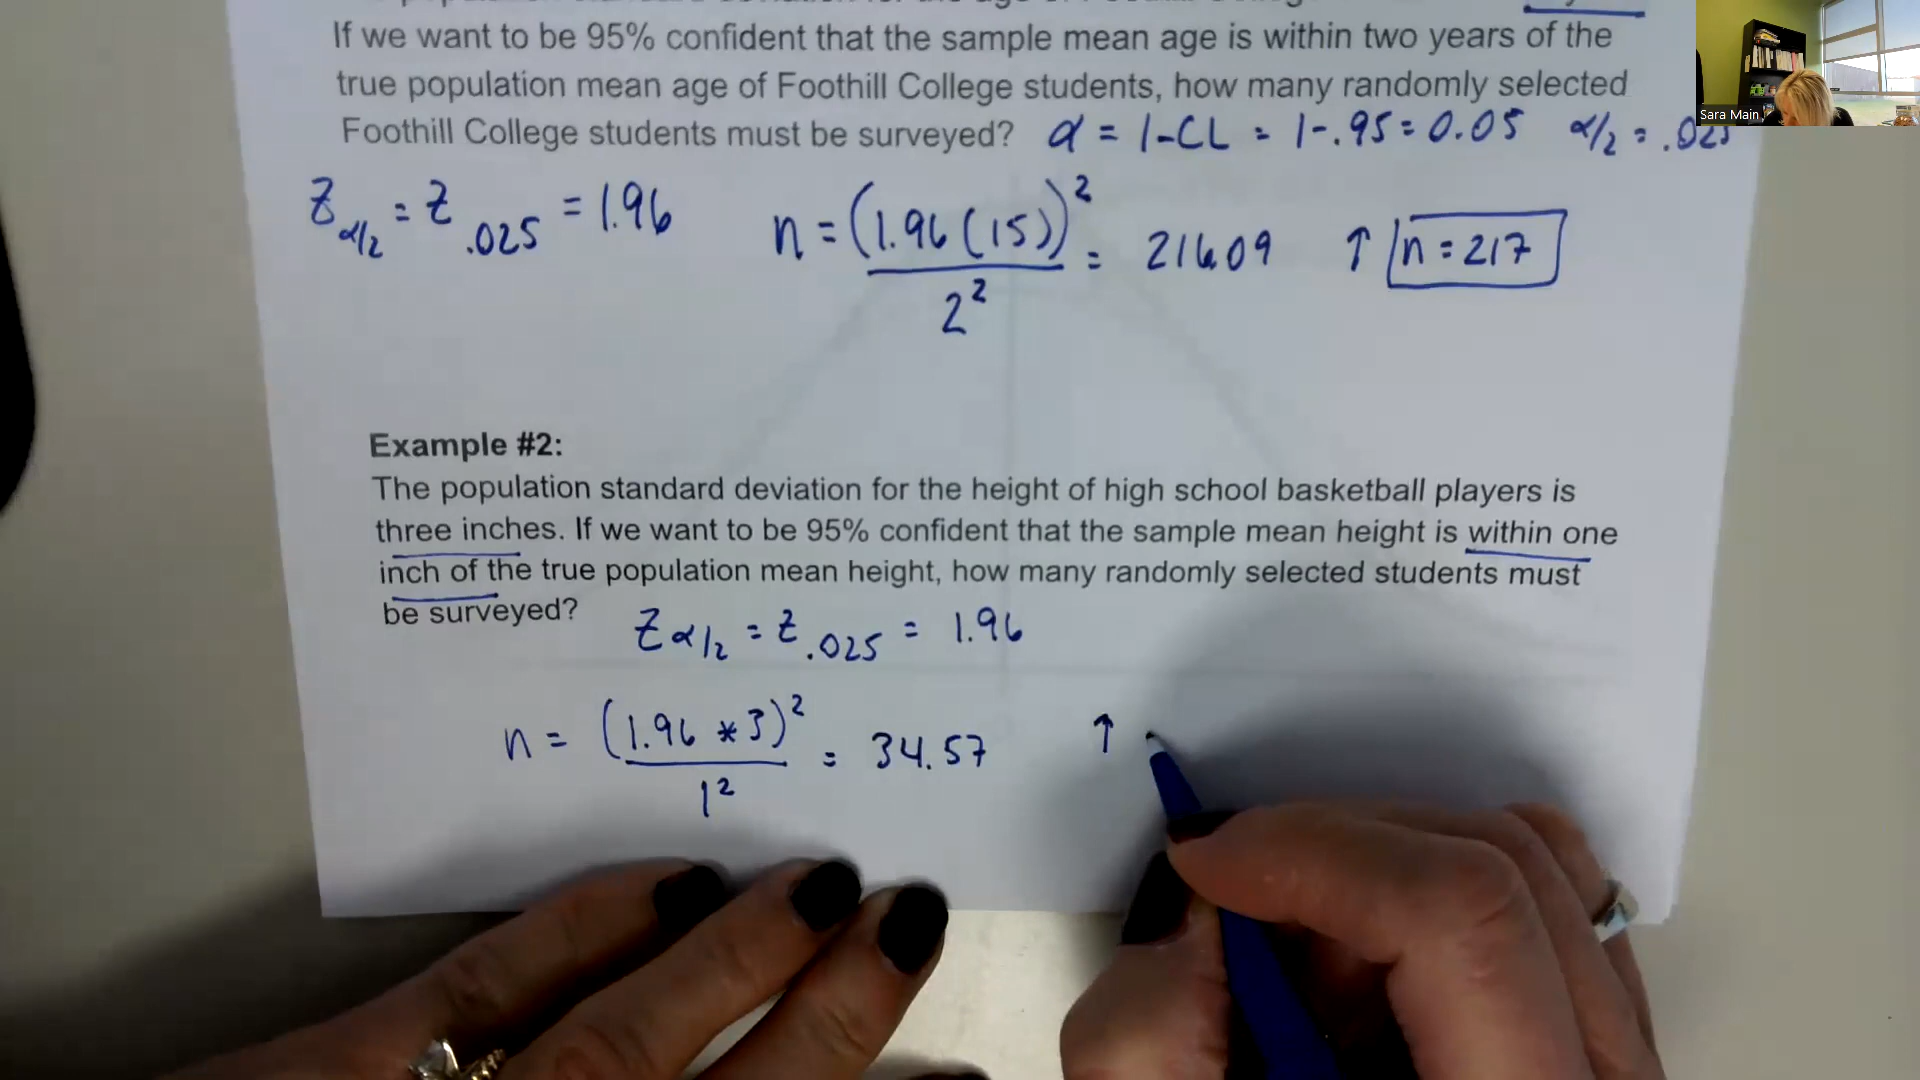 If we want to be 95% confident that the sample mean age is within two years of the
true population mean age of Foothill College students, how many randomly selected
Foothill College students must be surveyed? α = 1-CL = 1-.95 = 0.05 α/2 = .025
Z α/2 = Z .025 = 1.96
n = (1.96 (15))² / 2² = 216.09 ↑ n = 217
Example #2:
The population standard deviation for the height of high school basketball players is
three inches. If we want to be 95% confident that the sample mean height is within one
inch of the true population mean height, how many randomly selected students must
be surveyed?
Z α/2 = Z .025 = 1.96
n = (1.96 * 3)² / 1² = 34.57 ↑
Sara Main